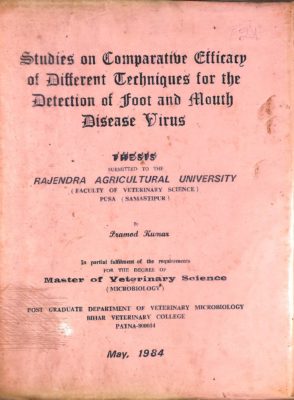 Studies on Comparative Efficacy
of Different Techniques for the
Detection of Foot and Mouth
Disease Virus
THESIS
SUBMITTED TO THE
RAJENDRA AGRICULTURAL UNIVERSITY
(FACULTY OF VETERINARY SCIENCE)
PUSA (SAMASTIPUR)
By
Pramod Kumar
In partial fulfilment of the requirements
FOR THE DEGREE OF
Master of Veterinary Science
(MICROBIOLOGY)
POST GRADUATE DEPARTMENT OF VETERINARY MICROBIOLOGY
BIHAR VETERINARY COLLEGE
PATNA-800014
May, 1984